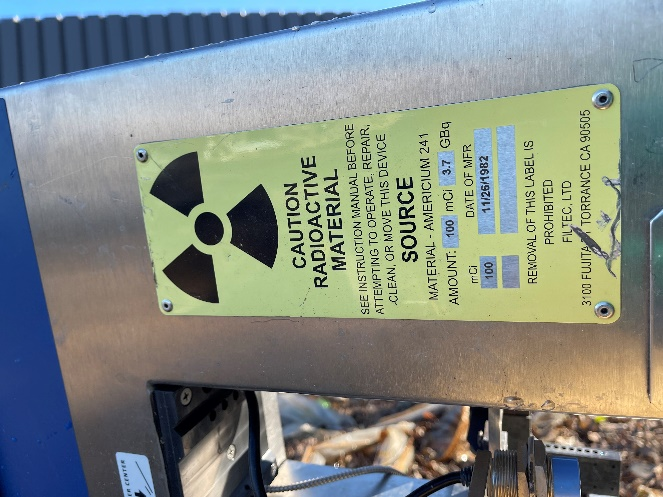 CAUTION
RADIOACTIVE
MATERIAL
SEE INSTRUCTION MANUAL BEFORE
ATTEMPTING TO OPERATE, REPAIR,
CLEAN, OR MOVE THIS DEVICE
SOURCE
MATERIAL - AMERICIUM 241
AMOUNT: 100 mCi 3.7 GBq
mCi DATE OF MFR
100 11/26/1982
REMOVAL OF THIS LABEL IS
PROHIBITED
FILTEC, LTD
3100 FUJITA TORRANCE CA 90505
CENTER